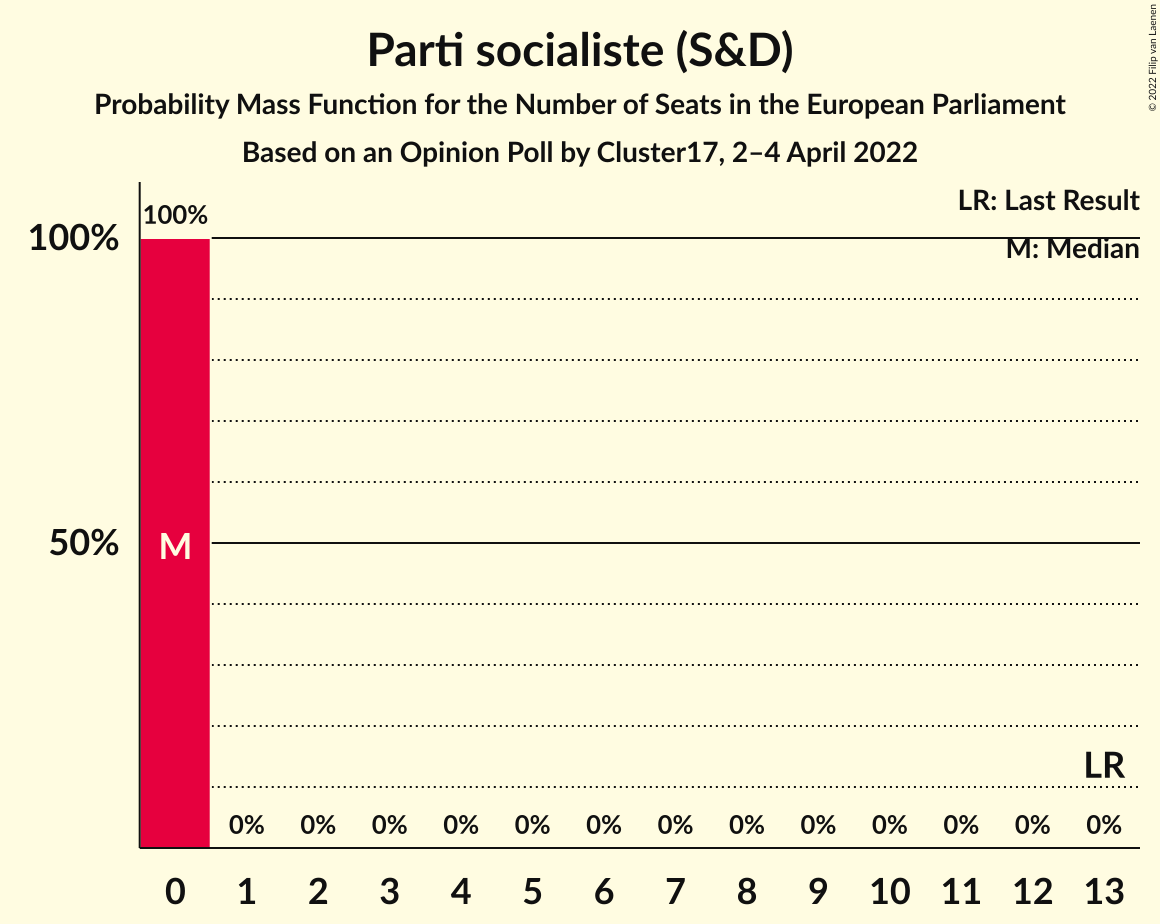 Parti socialiste (S&D)
Probability Mass Function for the Number of Seats in the European Parliament
Based on an Opinion Poll by Cluster17, 2–4 April 2022
© 2022 Filip van Laenen
LR: Last Result
M: Median
100%
100%
50%
M
LR
0% 0% 0% 0% 0% 0% 0% 0% 0% 0% 0% 0% 0%
0 1 2 3 4 5 6 7 8 9 10 11 12 13